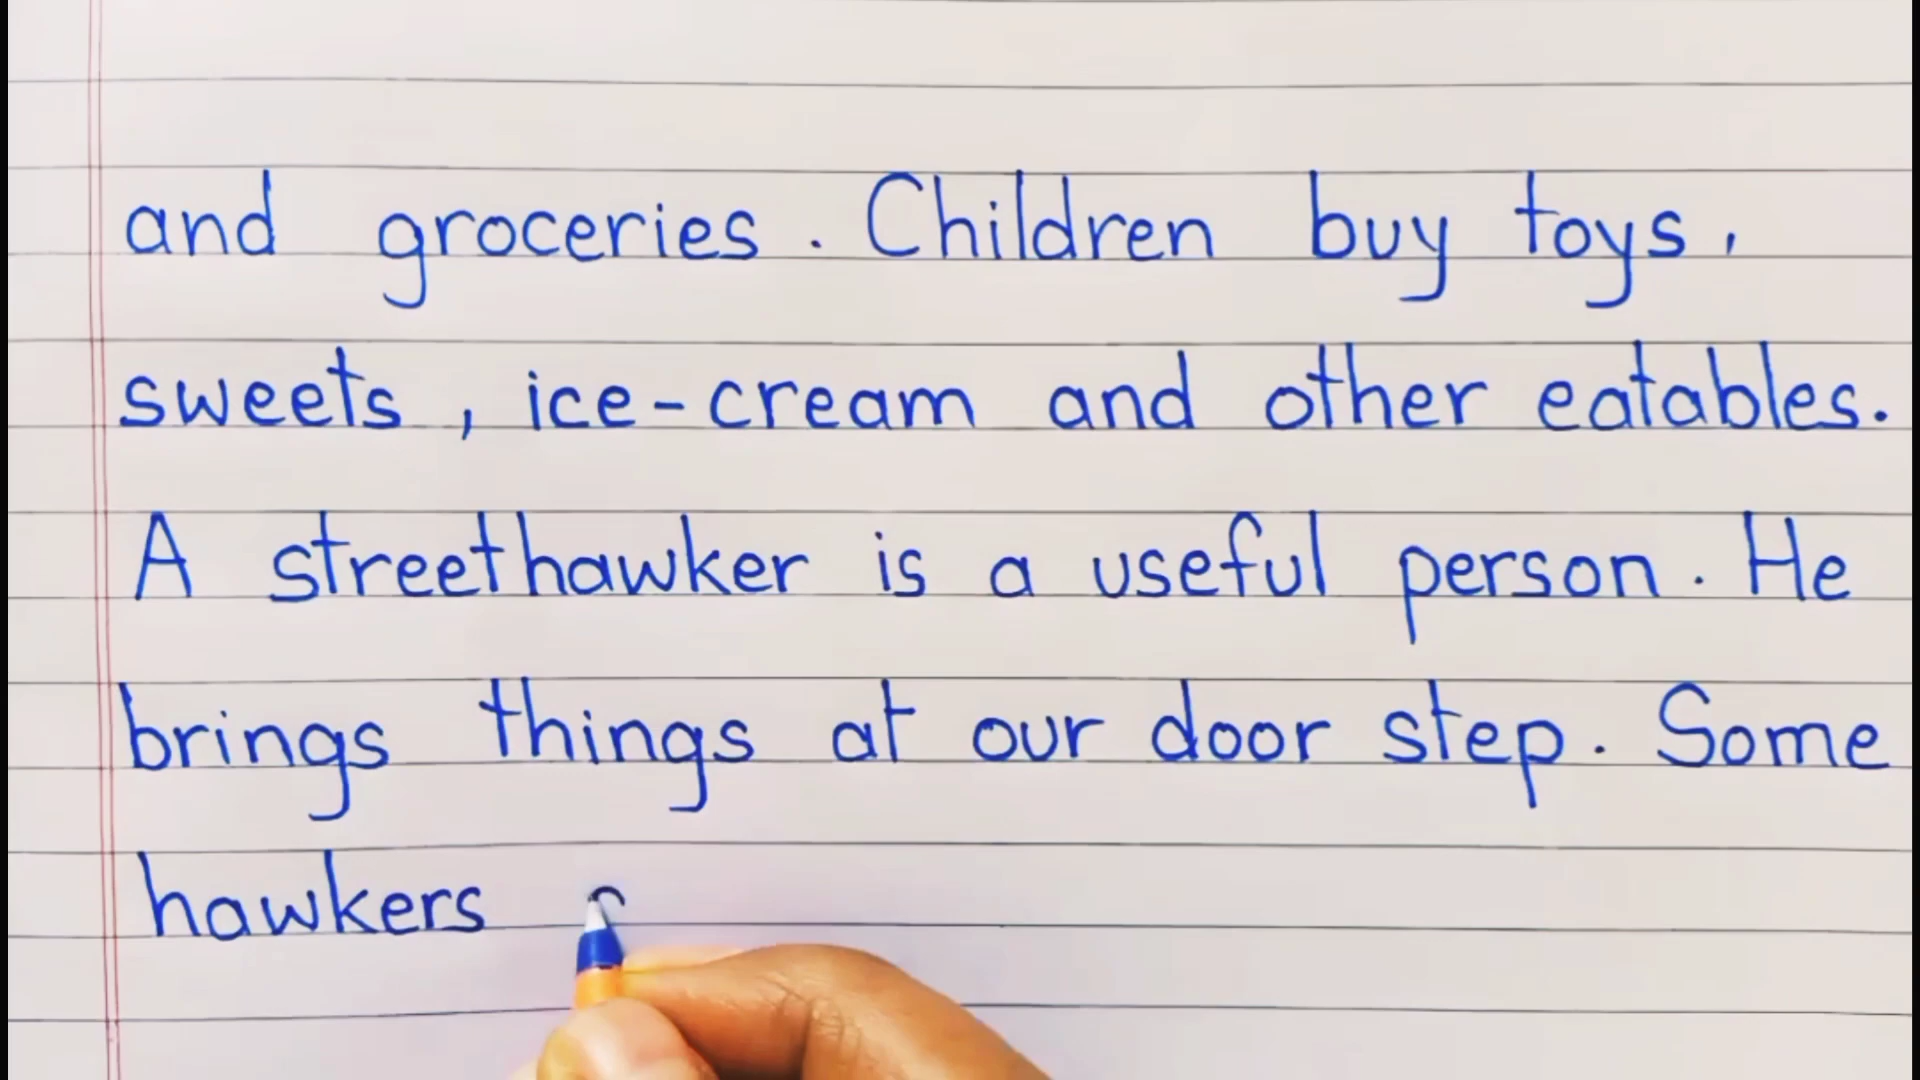 and groceries. Children buy toys,
sweets, ice-cream and other eatables.
A streethawker is a useful person. He
brings things at our door step. Some
hawkers